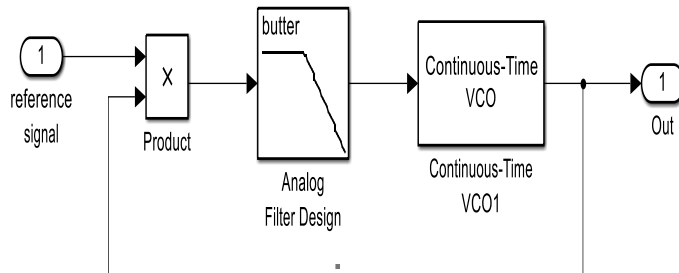 1
reference
signal
X
Product
butter
Analog
Filter Design
Continuous-Time
VCO
Continuous-Time
VCO1
1
Out